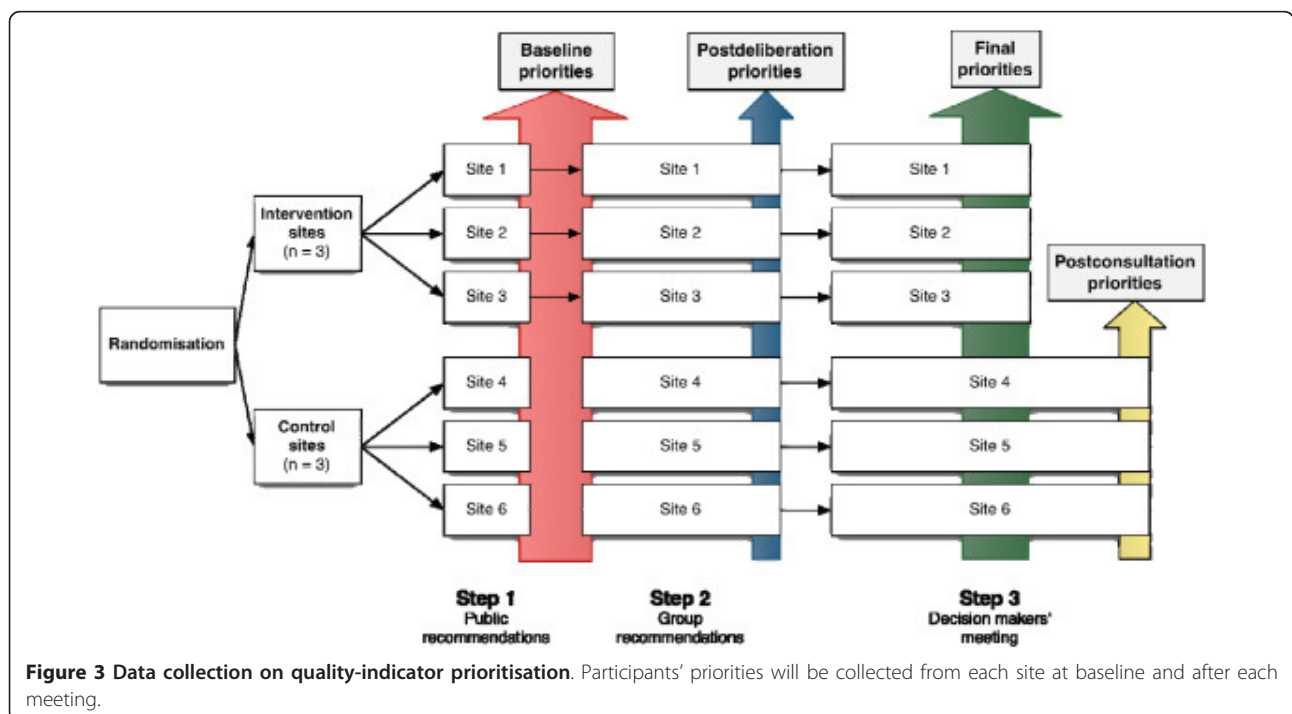 Baseline
priorities
Postdeliberation
priorities
Final
priorities
Site 1
Site 1
Site 1
Intervention
sites
(n = 3)
Site 2
Site 2
Site 2
Site 3
Site 3
Site 3
Postconsultation
priorities
Randomisation
Site 4
Site 4
Site 4
Control
sites
(n = 3)
Site 5
Site 5
Site 5
Site 6
Site 6
Site 6
Step 1
Public
recommendations
Step 2
Group
recommendations
Step 3
Decision makers'
meeting
Figure 3 Data collection on quality-indicator prioritisation. Participants’ priorities will be collected from each site at baseline and after each
meeting.